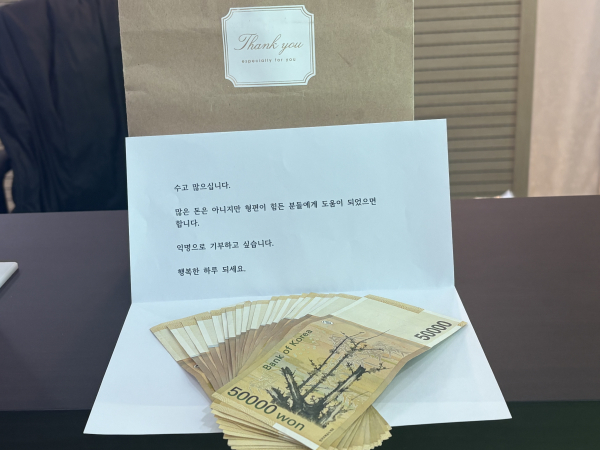 Thank you
especially for you
수고 많으십니다.
많은 돈은 아니지만 형편이 힘든 분들에게 도움이 되었으면
합니다.
익명으로 기부하고 싶습니다.
행복한 하루 되세요.
50000
Bank of Korea
50000 won